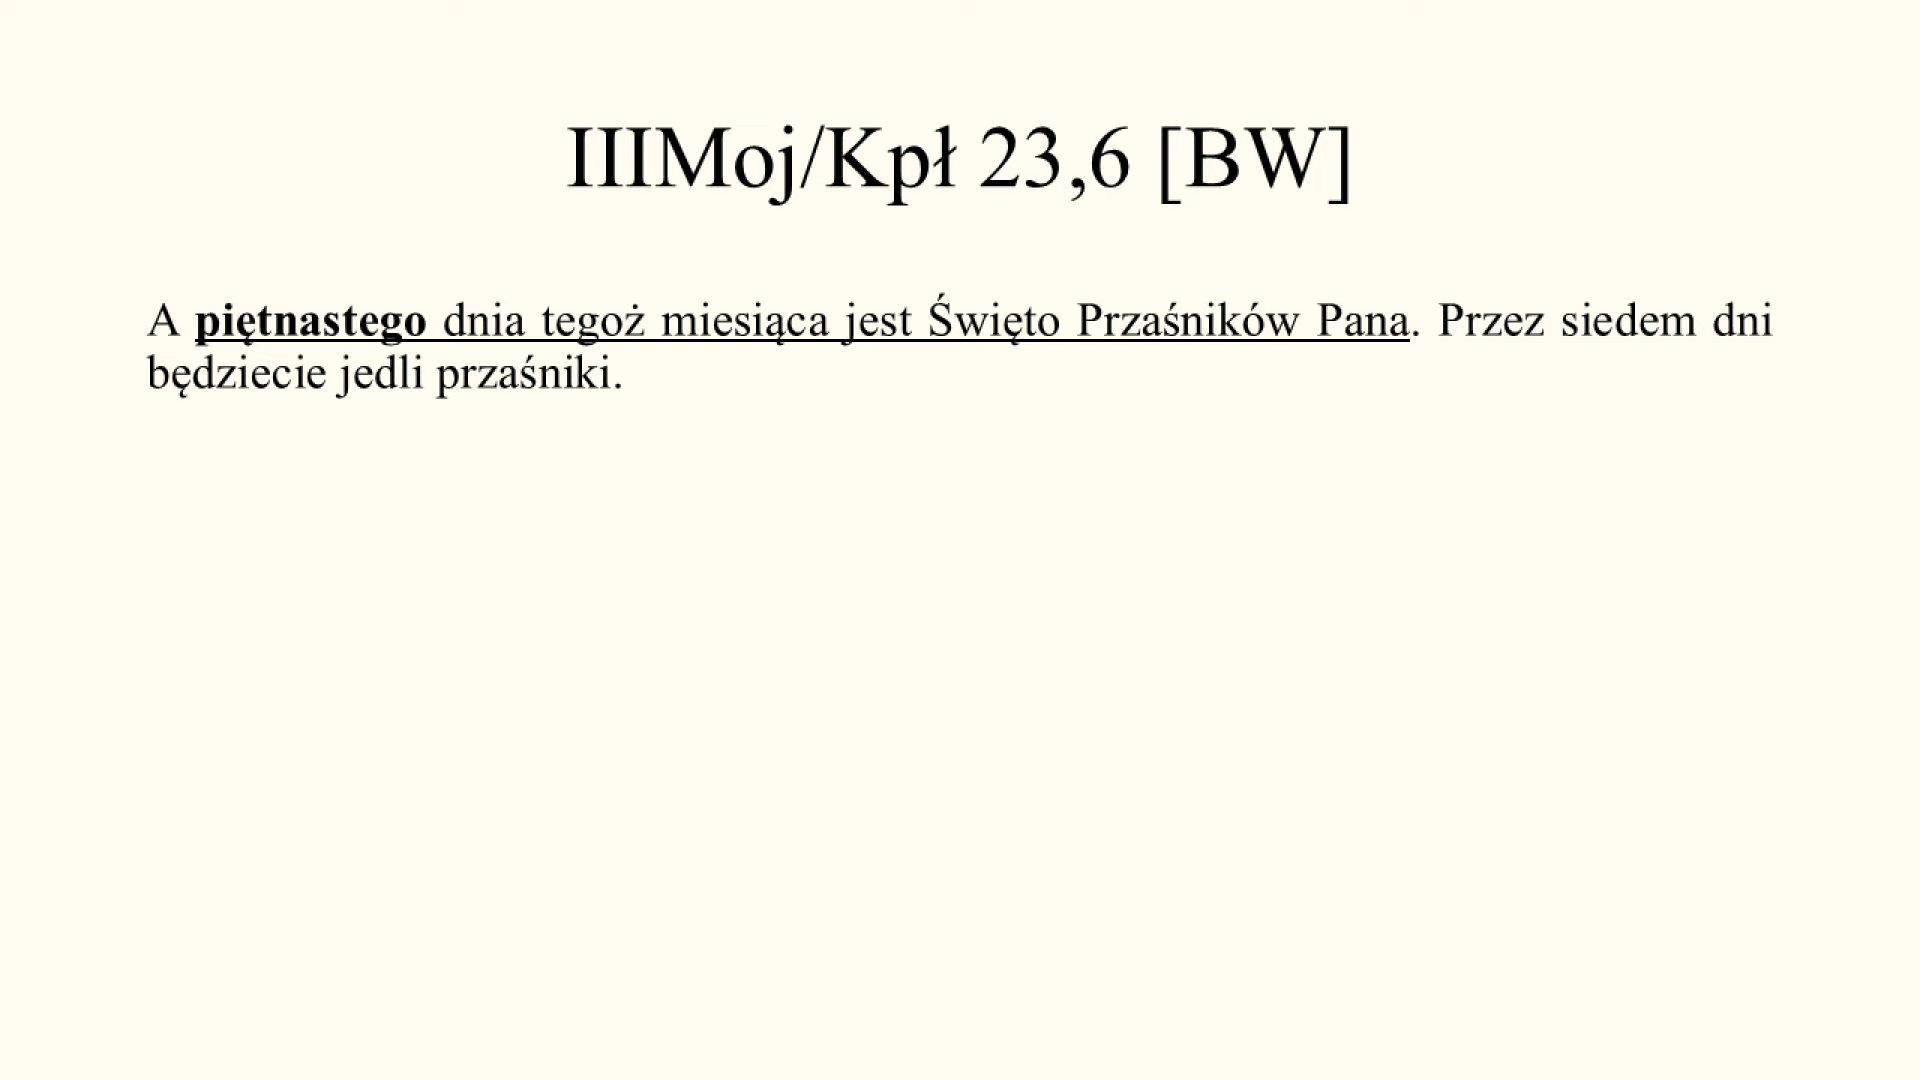 IIIMoj/Kpł 23,6 [BW]
A piętnastego dnia tegoż miesiąca jest Święto Przaśników Pana. Przez siedem dni
będziecie jedli przaśniki.